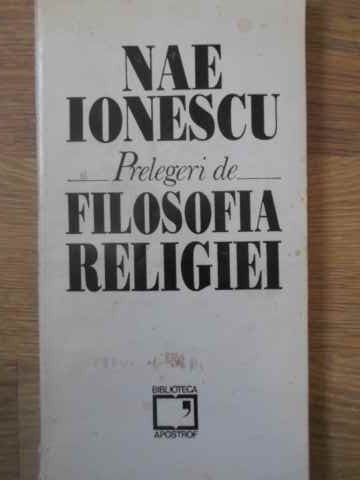 NAE
IONESCU
Prelegeri de
FILOSOFIA
RELIGIEI
BIBLIOTECA
APOSTROF